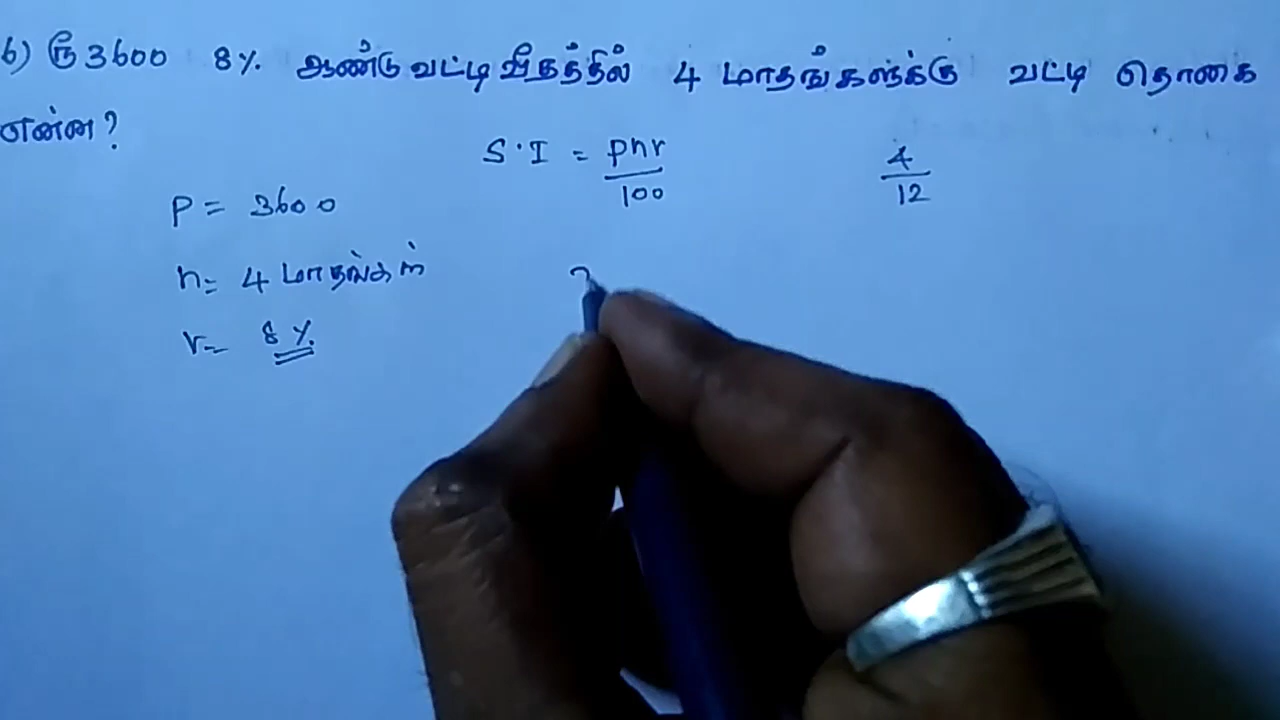 6) ரூ 3600 8%. ஆண்டு வட்டி வீதத்தில் 4 மாதங்களுக்கு வட்டி தொகை
என்ன?
S.I = pnr/100
4/12
P = 3600
n = 4 மாதங்கள்
r = 8%.